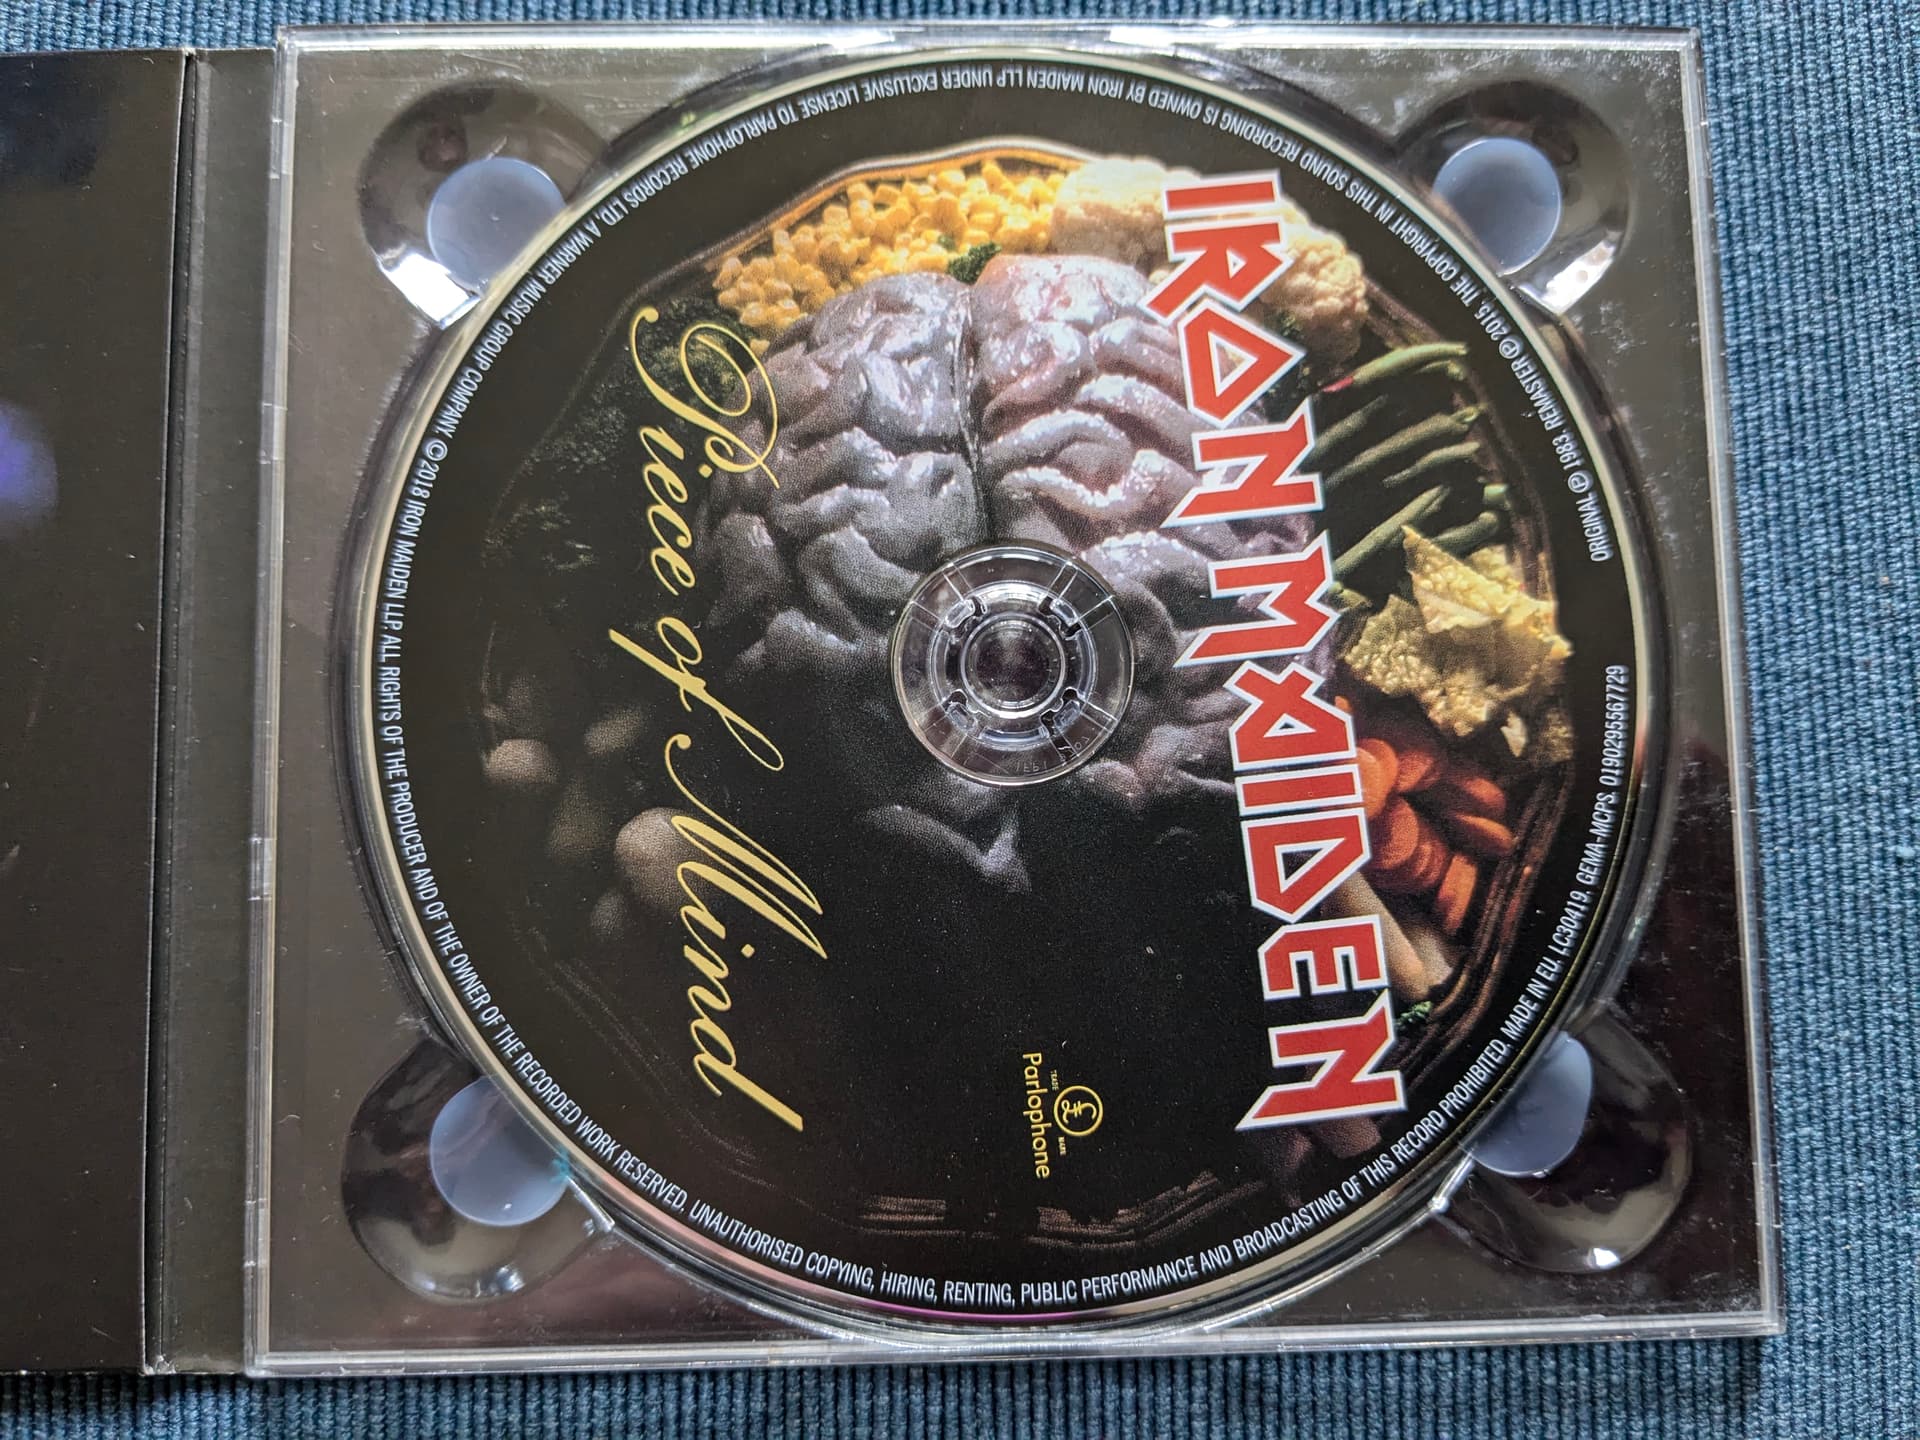 IRON MAIDEN
Piece of Mind
TRADE MARK
Parlophone
ORIGINAL ℗ 1983. REMASTER ℗ 2015. THE COPYRIGHT IN THIS SOUND RECORDING IS OWNED BY IRON MAIDEN LLP UNDER EXCLUSIVE LICENSE TO PARLOPHONE RECORDS LTD, A WARNER MUSIC GROUP COMPANY © 2018 IRON MAIDEN LLP. ALL RIGHTS OF THE PRODUCER AND OF THE OWNER OF THE RECORDED WORK RESERVED. UNAUTHORISED COPYING, HIRING, RENTING, PUBLIC PERFORMANCE AND BROADCASTING OF THIS RECORD PROHIBITED. MADE IN EU. LC30419. GEMA-MCPS. 0190295567729